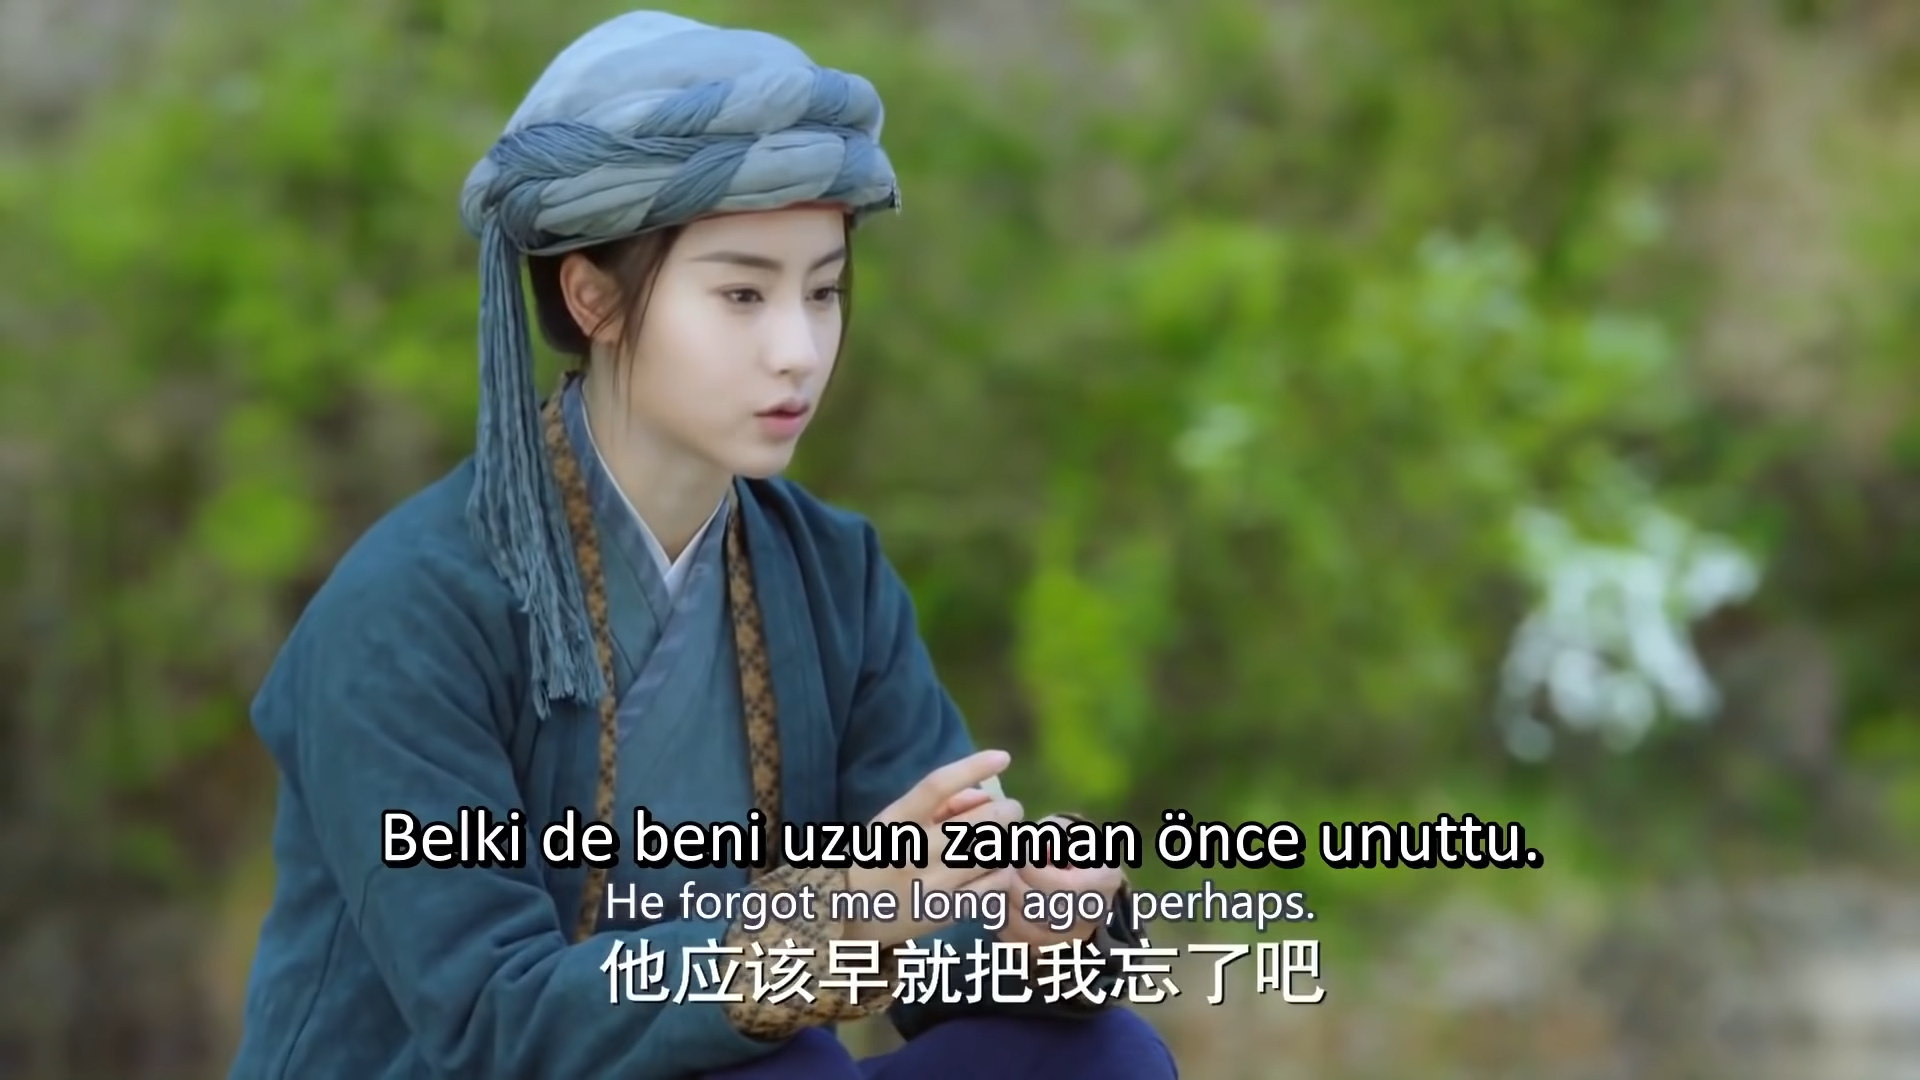 Belki de beni uzun zaman önce unuttu.
He forgot me long ago, perhaps.
他应该早就把我忘了吧